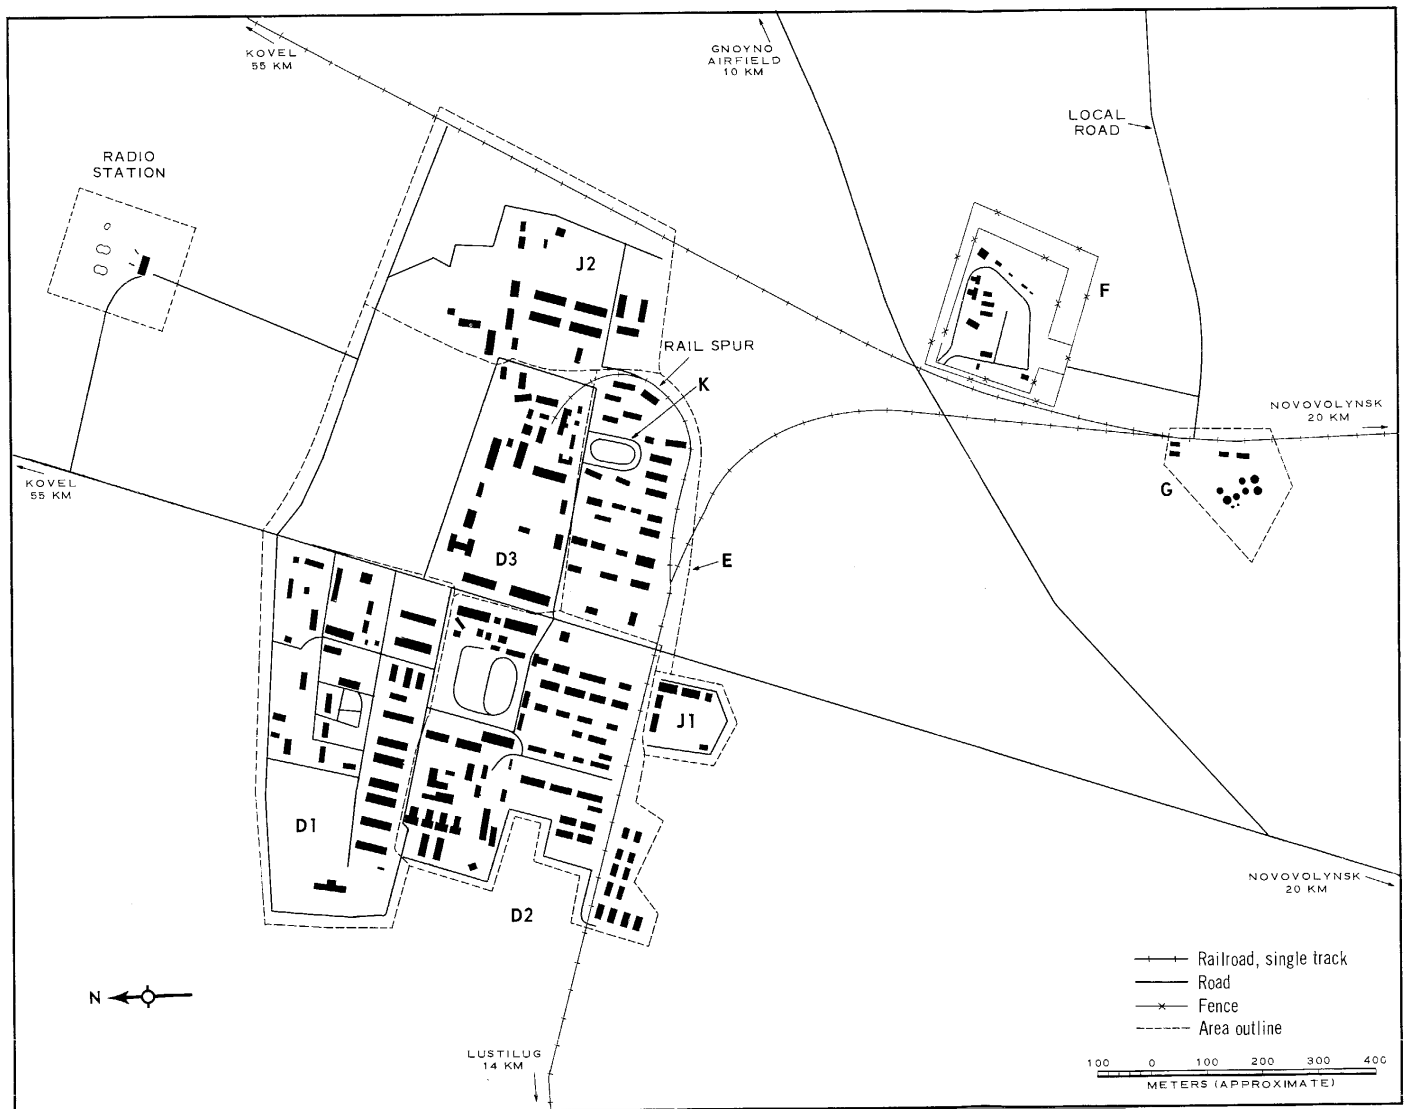 KOVEL
55 KM
GNOYNO
AIRFIELD
10 KM
LOCAL
ROAD
RADIO
STATION
J2
F
RAIL SPUR
K
NOVOVOLYNSK
20 KM
KOVEL
55 KM
G
D3
E
J1
D1
NOVOVOLYNSK
20 KM
D2
Railroad, single track
N
Road
Fence
Area outline
LUSTILUG
14 KM
100 0 100 200 300 400
METERS (APPROXIMATE)